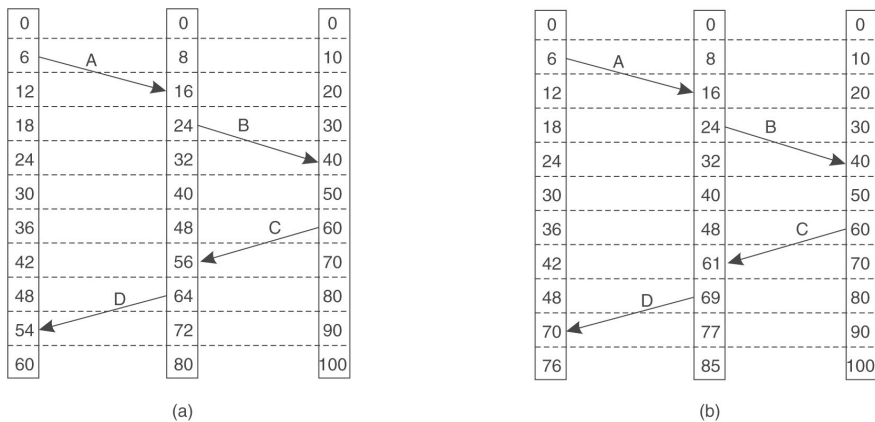 0 0 0 0 0 0
6 A 8 10 6 A 8 10
12 16 20 12 16 20
18 24 B 30 18 24 B 30
24 32 40 24 32 40
30 40 50 30 40 50
36 48 C 60 36 48 C 60
42 56 70 42 61 70
48 D 64 80 48 D 69 80
54 72 90 70 77 90
60 80 100 76 85 100
(a) (b)